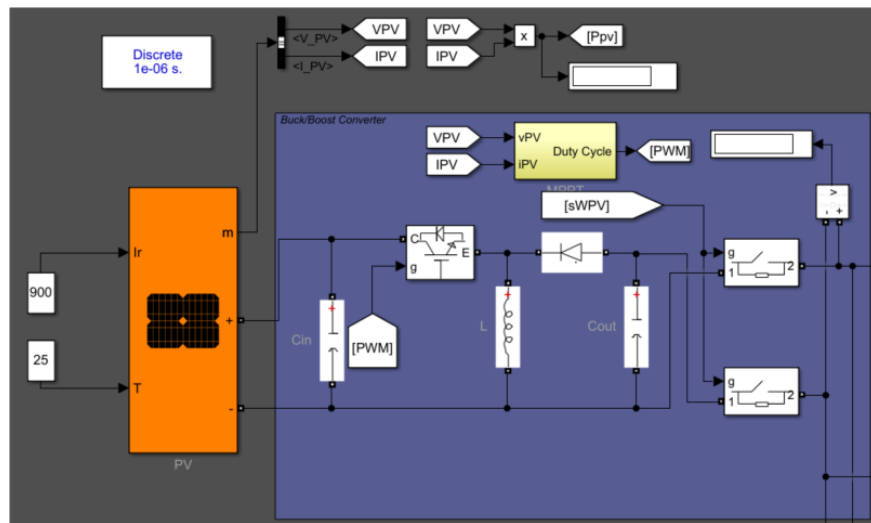 Discrete
1e-06 s.
<V_PV>
<I_PV>
VPV
IPV
VPV
IPV
x
[Ppv]
Buck/Boost Converter
VPV
IPV
vPV
iPV
Duty Cycle
MPPT
[PWM]
[sWPV]
v
-
+
m
Ir
T
+
-
PV
900
25
C
g
E
[PWM]
+
Cin
+
L
+
Cout
g
1
2
g
1
2